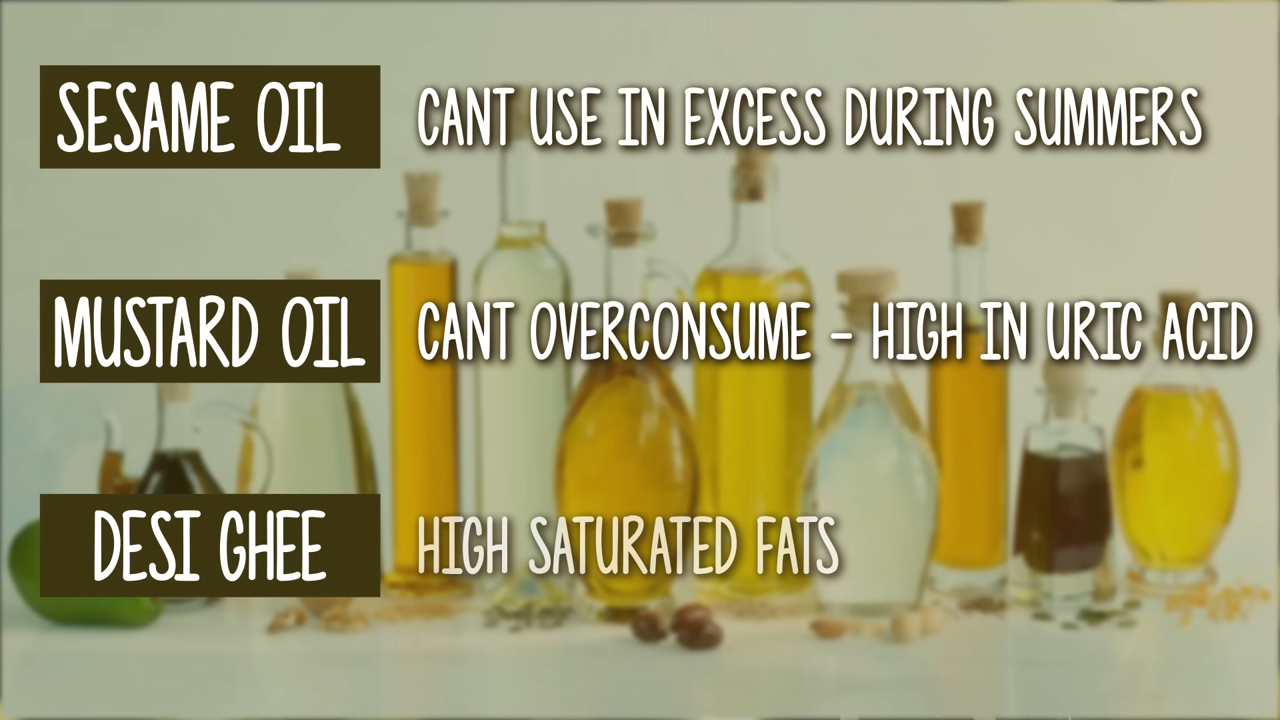 SESAME OIL CANT USE IN EXCESS DURING SUMMERS
MUSTARD OIL CANT OVERCONSUME - HIGH IN URIC ACID
DESI GHEE HIGH SATURATED FATS